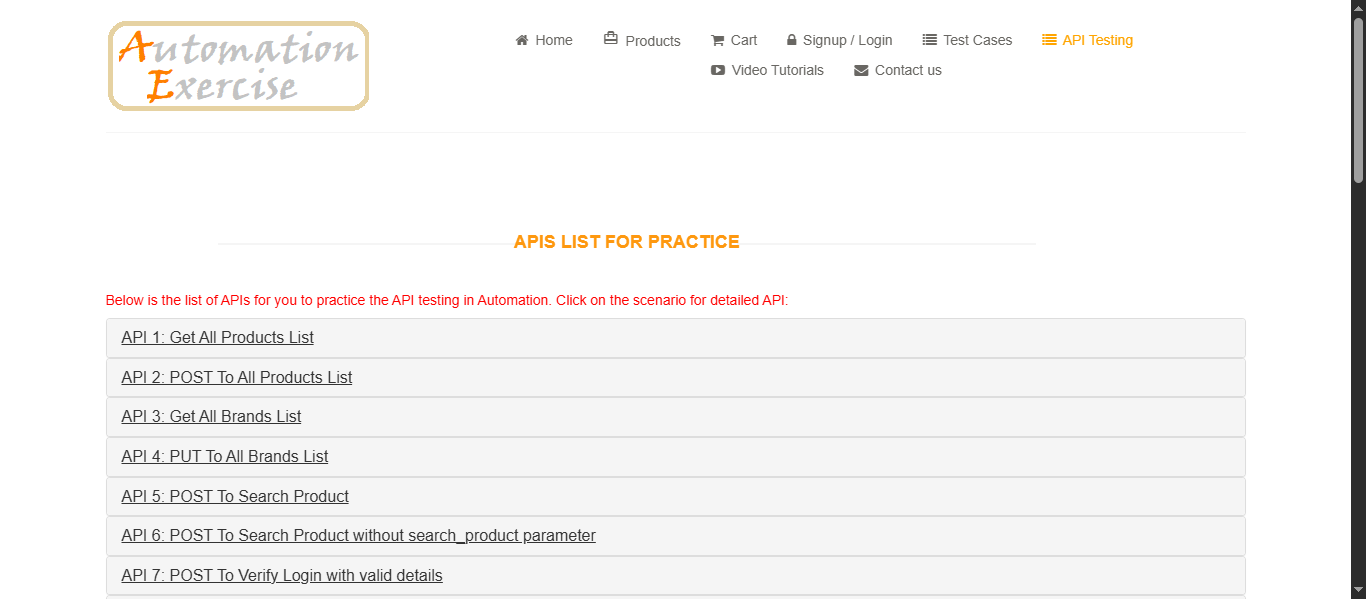 Automation
Exercise
Home Products Cart Signup / Login Test Cases API Testing
Video Tutorials Contact us
APIS LIST FOR PRACTICE
Below is the list of APIs for you to practice the API testing in Automation. Click on the scenario for detailed API:
API 1: Get All Products List
API 2: POST To All Products List
API 3: Get All Brands List
API 4: PUT To All Brands List
API 5: POST To Search Product
API 6: POST To Search Product without search_product parameter
API 7: POST To Verify Login with valid details